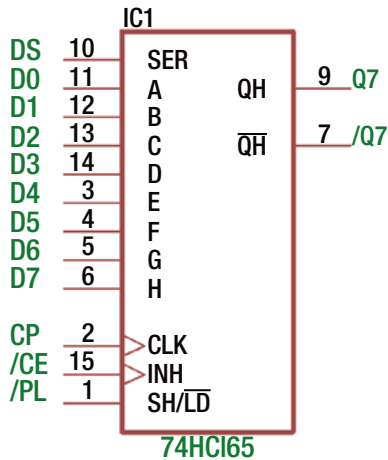 IC1
DS 10 SER
D0 11 A
QH 9 Q7
D1 12 B
D2 13 C
QH 7 /Q7
D3 14 D
D4 3 E
D5 4 F
D6 5 G
D7 6 H
CP 2 CLK
/CE 15 INH
/PL 1 SH/LD
74HCI65